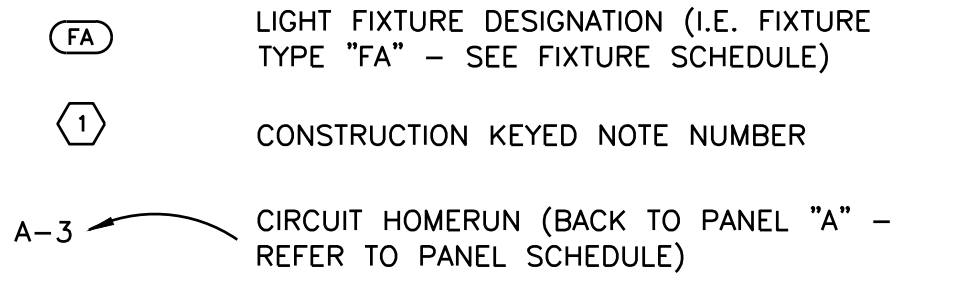 FA
LIGHT FIXTURE DESIGNATION (I.E. FIXTURE
TYPE "FA" – SEE FIXTURE SCHEDULE)
1
CONSTRUCTION KEYED NOTE NUMBER
A–3
CIRCUIT HOMERUN (BACK TO PANEL "A" –
REFER TO PANEL SCHEDULE)